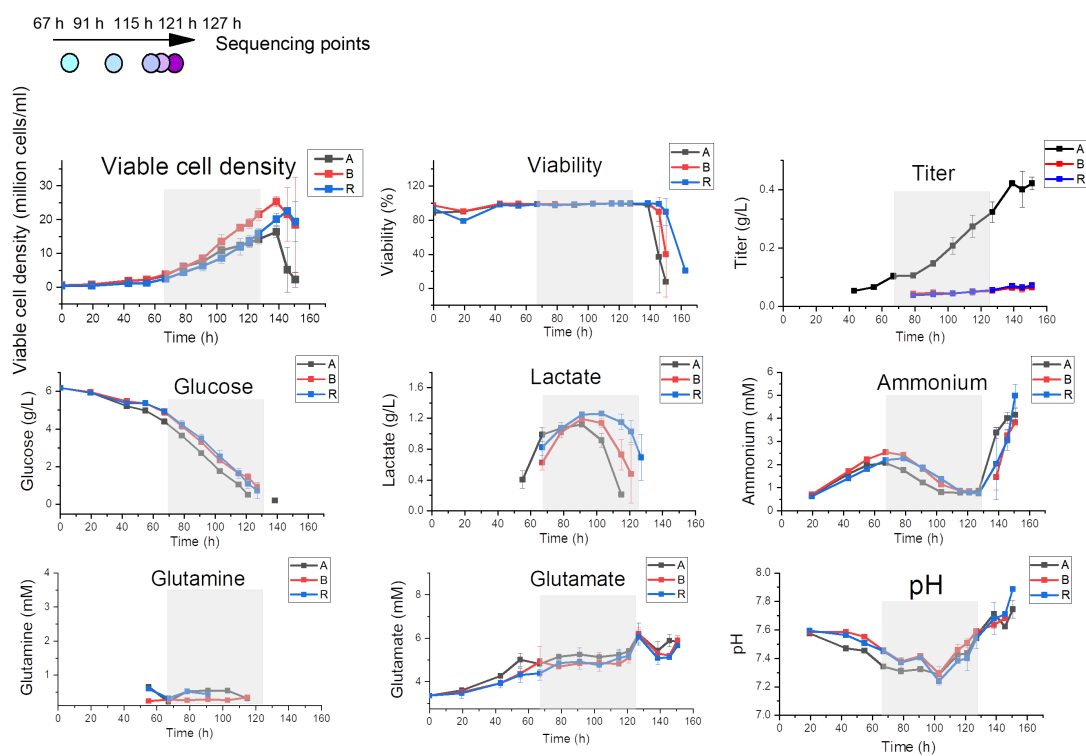 67 h 91 h 115 h 121 h 127 h
Sequencing points
Viable cell density (million cells/ml)
Viable cell density
A
B
R
0 10 20 30
0 20 40 60 80 100 120 140 160
Time (h)
Viability
A
B
R
Viability (%)
0 40 80 120
0 20 40 60 80 100 120 140 160
Time (h)
Titer
A
B
R
Titer (g/L)
0.0 0.2 0.4
0 20 40 60 80 100 120 140 160
Time (h)
Glucose
A
B
R
Glucose (g/L)
0 2 4 6
0 20 40 60 80 100 120 140 160
Time (h)
Lactate
A
B
R
Lactate (g/L)
0.0 0.4 0.8 1.2 1.6
0 20 40 60 80 100 120 140 160
Time (h)
Ammonium
A
B
R
Ammonium (mM)
0 1 2 3 4 5 6
0 20 40 60 80 100 120 140 160
Time (h)
Glutamine
A
B
R
Glutamine (mM)
1 2 3 4
0 20 40 60 80 100 120 140 160
Time (h)
Glutamate
A
B
R
Glutamate (mM)
4 6 8
0 20 40 60 80 100 120 140 160
Time (h)
pH
A
B
R
pH
7.0 7.2 7.4 7.6 7.8 8.0
0 20 40 60 80 100 120 140 160
Time (h)